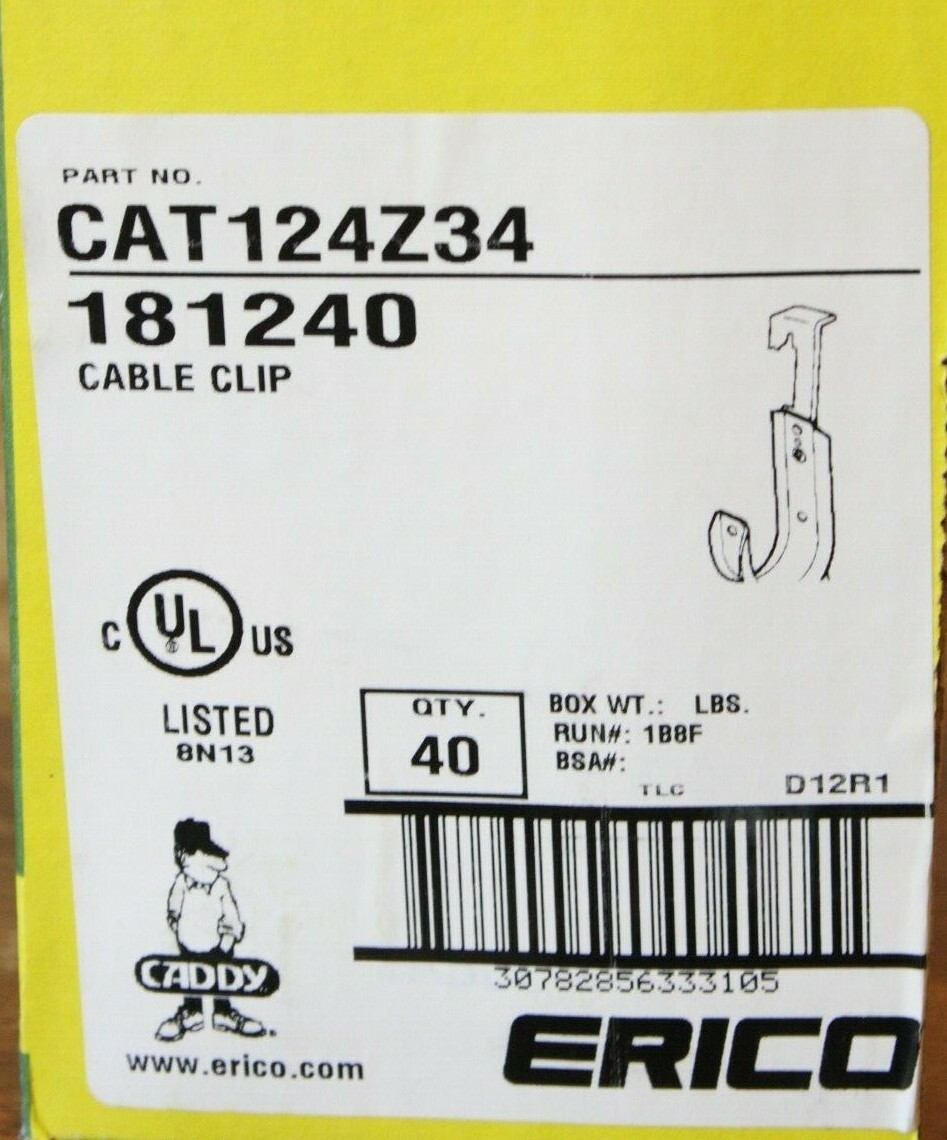 PART NO.
CAT124Z34
181240
CABLE CLIP
C UL ® US
LISTED
8N13
QTY.
40
BOX WT.: LBS.
RUN#: 1B8F
BSA#:
TLC D12R1
30782856333105
CADDY
www.erico.com
ERICO